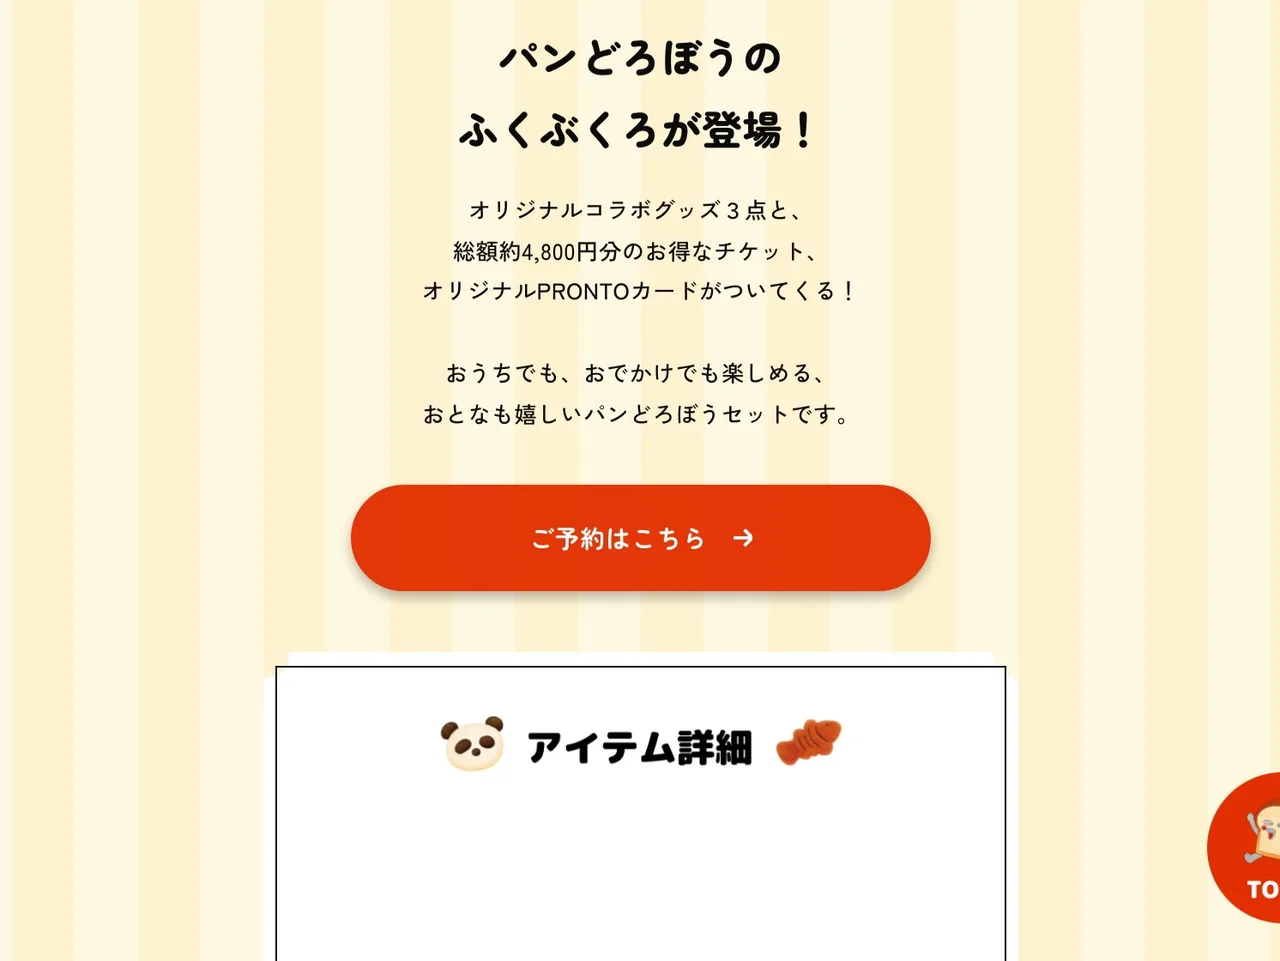 パンどろぼうの
ふくぶくろが登場！
オリジナルコラボグッズ３点と、
総額約4,800円分のお得なチケット、
オリジナルPRONTOカードがついてくる！
おうちでも、おでかけでも楽しめる、
おとなも嬉しいパンどろぼうセットです。
ご予約はこちら →
アイテム詳細
TO